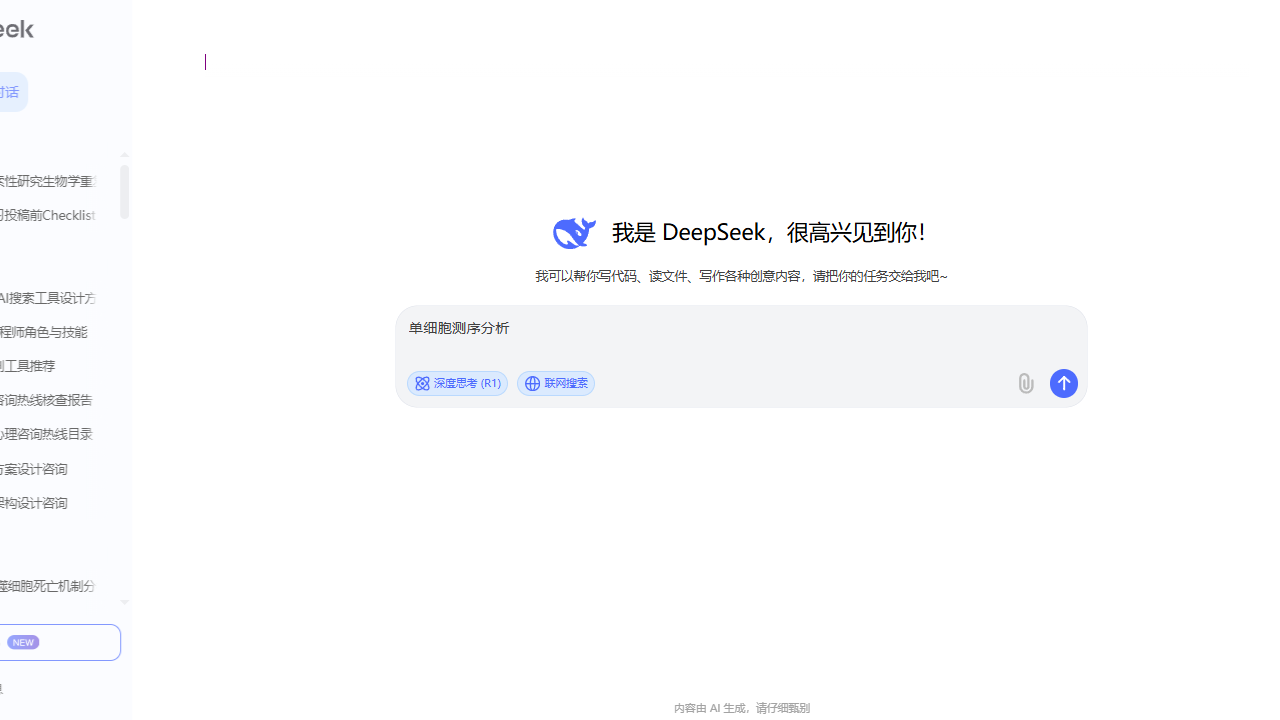 eek
对话
索性研究生物学重
习投稿前Checklist
AI搜索工具设计方
程师角色与技能
工具推荐
咨询热线核查报告
心理咨询热线目录
方案设计咨询
架构设计咨询
噬细胞死亡机制分
NEW
我是 DeepSeek，很高兴见到你！
我可以帮你写代码、读文件、写作各种创意内容，请把你的任务交给我吧~
单细胞测序分析
深度思考 (R1)
联网搜索
内容由 AI 生成，请仔细甄别